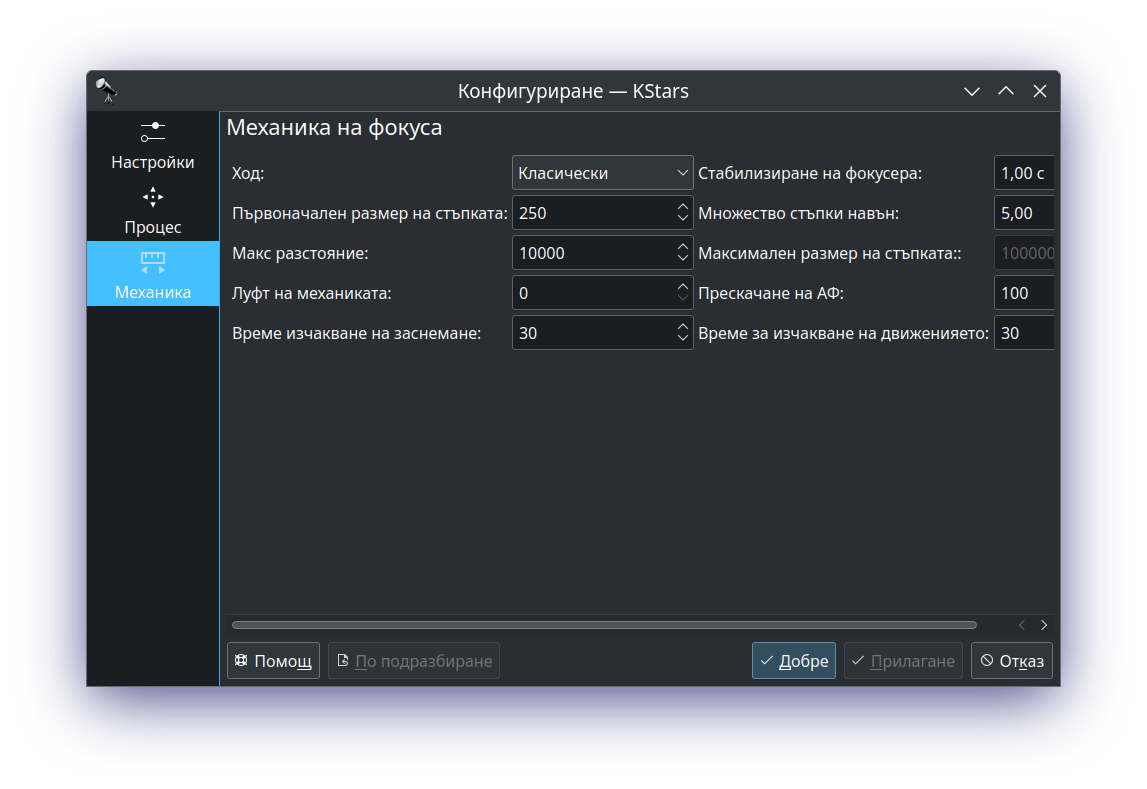 Конфигуриране — KStars
Настройки
Процес
Механика
Механика на фокуса
Ход: Класически Стабилизиране на фокусера: 1,00 с
Първоначален размер на стъпката: 250 Множество стъпки навън: 5,00
Макс разстояние: 10000 Максимален размер на стъпката:: 100000
Луфт на механиката: 0 Прескачане на АФ: 100
Време изчакване на заснемане: 30 Време за изчакване на движенияето: 30
Помощ По подразбиране Добре Прилагане Отказ